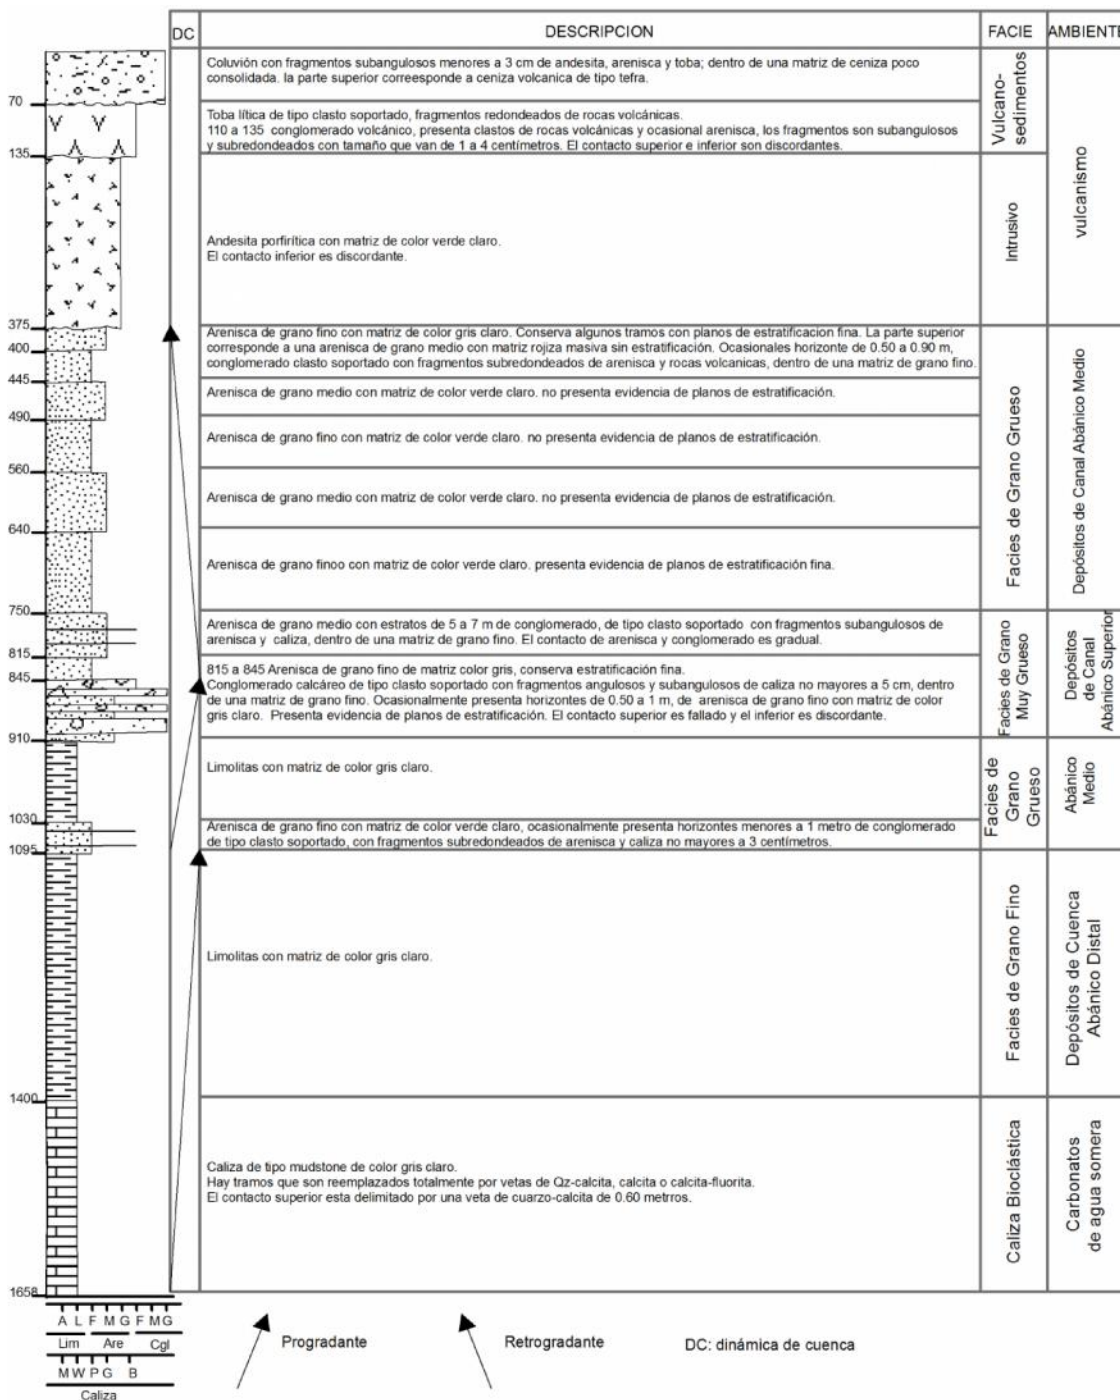 DC
DESCRIPCION
FACIE
AMBIENTE
Coluvión con fragmentos subangulosos menores a 3 cm de andesita, arenisca y toba; dentro de una matriz de ceniza poco
consolidada. la parte superior correesponde a ceniza volcanica de tipo tefra.
70
Toba lítica de tipo clasto soportado, fragmentos redondeados de rocas volcánicas.
110 a 135 conglomerado volcánico, presenta clastos de rocas volcánicas y ocasional arenisca, los fragmentos son subangulosos
y subredondeados con tamaño que van de 1 a 4 centímetros. El contacto superior e inferior son discordantes.
Vulcano-
sedimentos
135
Andesita porfirítica con matriz de color verde claro.
El contacto inferior es discordante.
Intrusivo
vulcanismo
375
Arenisca de grano fino con matriz de color gris claro. Conserva algunos tramos con planos de estratificacion fina. La parte superior
corresponde a una arenisca de grano medio con matriz rojiza masiva sin estratificación. Ocasionales horizonte de 0.50 a 0.90 m,
conglomerado clasto soportado con fragmentos subredondeados de arenisca y rocas volcanicas, dentro de una matriz de grano fino.
400
445
Arenisca de grano medio con matriz de color verde claro. no presenta evidencia de planos de estratificación.
490
Arenisca de grano fino con matriz de color verde claro. no presenta evidencia de planos de estratificación.
560
Arenisca de grano medio con matriz de color verde claro. no presenta evidencia de planos de estratificación.
640
Arenisca de grano finoo con matriz de color verde claro. presenta evidencia de planos de estratificación fina.
Facies de Grano Grueso
Depósitos de Canal Abánico Medio
750
Arenisca de grano medio con estratos de 5 a 7 m de conglomerado, de tipo clasto soportado con fragmentos subangulosos de
arenisca y caliza, dentro de una matriz de grano fino. El contacto de arenisca y conglomerado es gradual.
815
815 a 845 Arenisca de grano fino de matriz color gris, conserva estratificación fina.
Conglomerado calcáreo de tipo clasto soportado con fragmentos angulosos y subangulosos de caliza no mayores a 5 cm, dentro
de una matriz de grano fino. Ocasionalmente presenta horizontes de 0.50 a 1 m, de arenisca de grano fino con matriz de color
gris claro. Presenta evidencia de planos de estratificación. El contacto superior es fallado y el inferior es discordante.
845
Facies de Grano
Muy Grueso
Depósitos
de Canal
Abánico Superior
910
Limolitas con matriz de color gris claro.
1030
Arenisca de grano fino con matriz de color verde claro, ocasionalmente presenta horizontes menores a 1 metro de conglomerado
de tipo clasto soportado, con fragmentos subredondeados de arenisca y caliza no mayores a 3 centímetros.
Facies de
Grano
Grueso
Abánico
Medio
1095
Limolitas con matriz de color gris claro.
Facies de Grano Fino
Depósitos de Cuenca
Abánico Distal
1400
Caliza de tipo mudstone de color gris claro.
Hay tramos que son reemplazados totalmente por vetas de Qz-calcita, calcita o calcita-fluorita.
El contacto superior esta delimitado por una veta de cuarzo-calcita de 0.60 metrros.
Caliza Bioclástica
Carbonatos
de agua somera
1658
A L F M G F M G
Lim Are Cgl
M W P G B
Caliza
Progradante
Retrogradante
DC: dinámica de cuenca